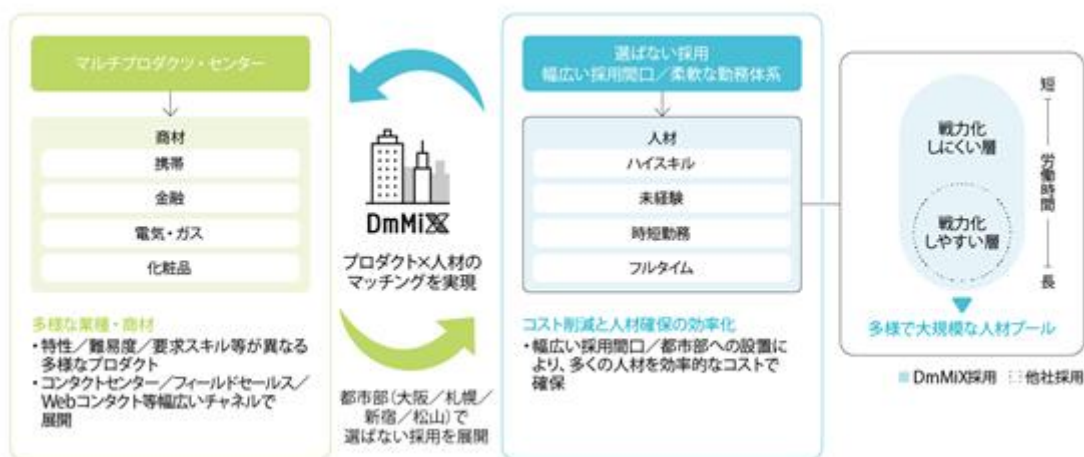 マルチプロダクツ・センター
商材
携帯
金融
電気・ガス
化粧品
多様な業種・商材
・特性／難易度／要求スキル等が異なる
多様なプロダクト
・コンタクトセンター／フィールドセールス／
Webコンタクト等幅広いチャネルで
展開
DmMiX
プロダクト×人材の
マッチングを実現
都市部（大阪／札幌／
新宿／松山）で
選ばない採用を展開
選ばない採用
幅広い採用間口／柔軟な勤務体系
人材
ハイスキル
未経験
時短勤務
フルタイム
コスト削減と人材確保の効率化
・幅広い採用間口／都市部への設置に
より、多くの人材を効率的なコストで
確保
戦力化
しにくい層
戦力化
しやすい層
短
労働時間
長
多様で大規模な人材プール
DmMiX採用 他社採用